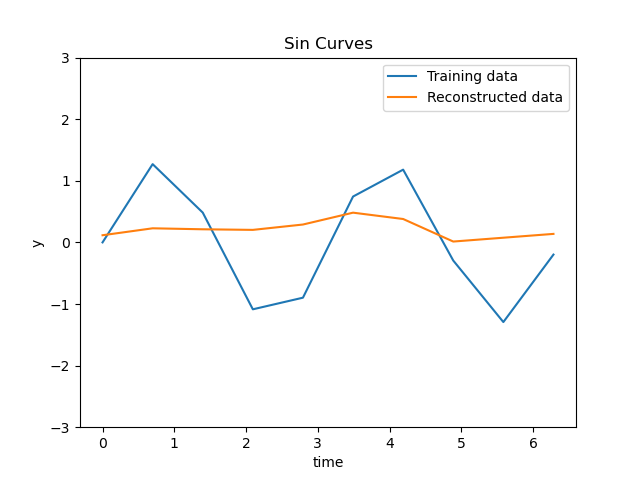 Sin Curves
Training data
Reconstructed data
3
2
1
0
−1
−2
−3
y
0 1 2 3 4 5 6
time